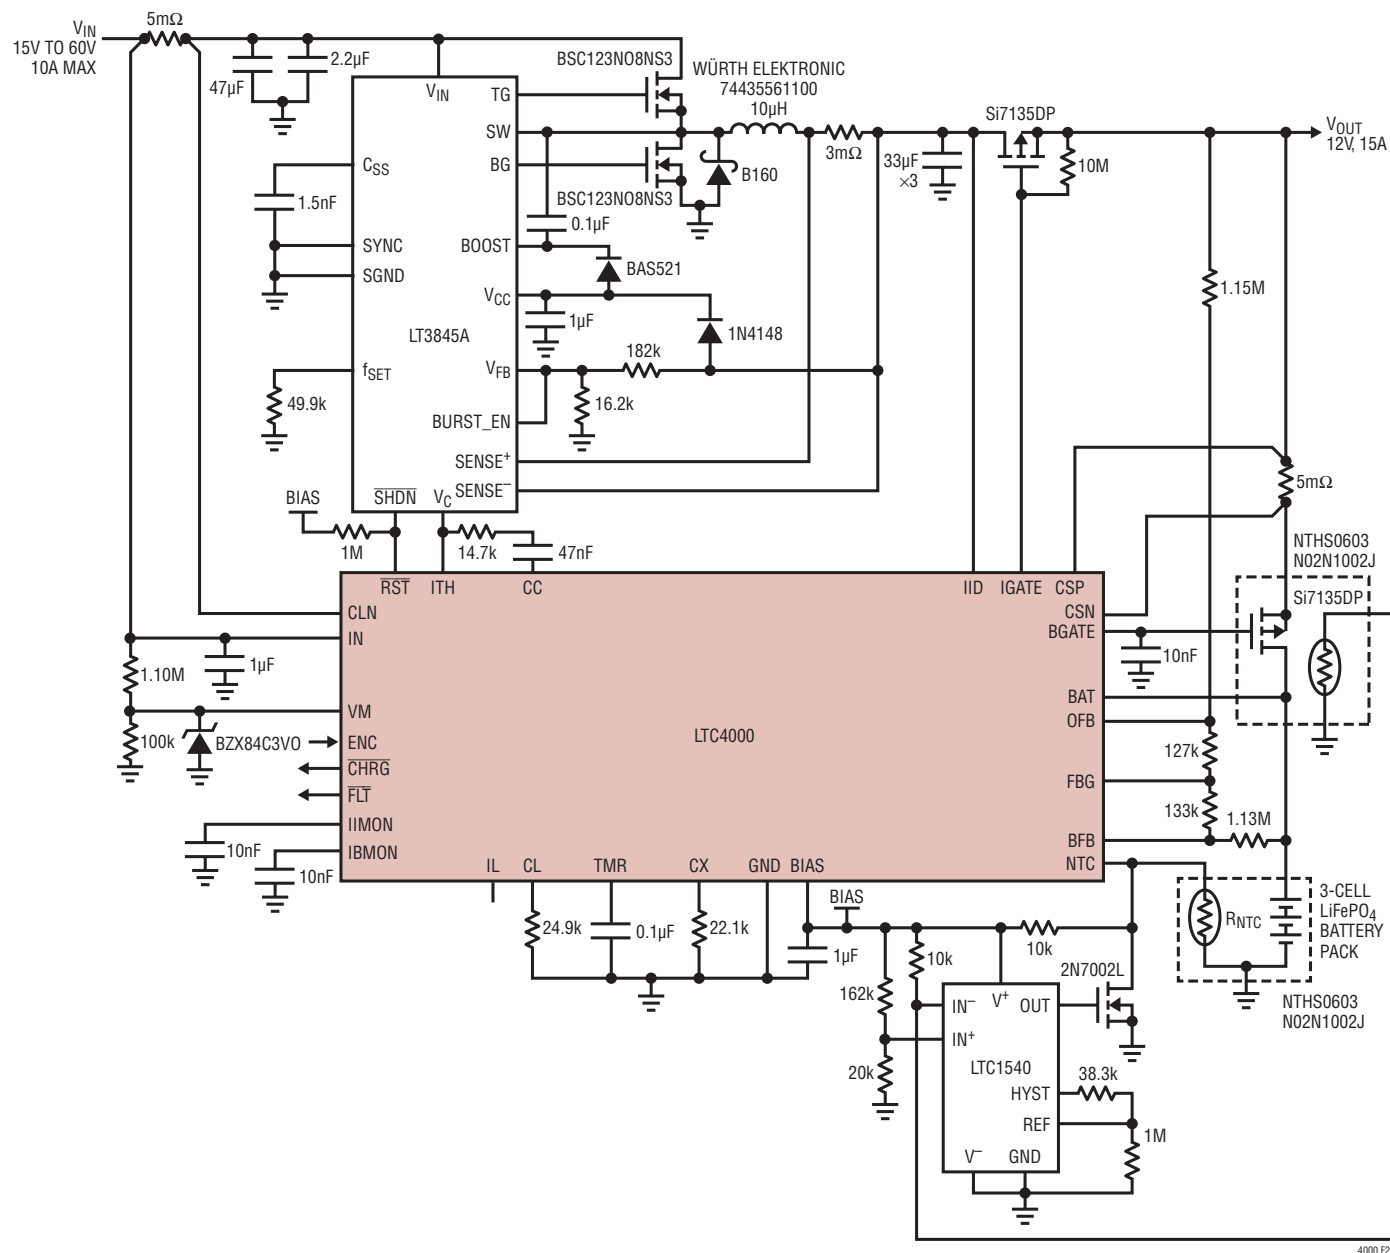 VIN
15V TO 60V
10A MAX
5mΩ
47µF
2.2µF
BSC123NO8NS3
WÜRTH ELEKTRONIC
74435561100
10µH
Si7135DP
VOUT
12V, 15A
VIN
TG
SW
BG
CSS
1.5nF
BSC123NO8NS3
B160
3mΩ
33µF
×3
10M
0.1µF
SYNC
BOOST
SGND
BAS521
VCC
1.15M
LT3845A
1µF
1N4148
182k
fSET
VFB
49.9k
16.2k
BURST_EN
SENSE+
5mΩ
BIAS
SHDN
VC
SENSE–
1M
14.7k
47nF
NTHS0603
N02N1002J
RST
ITH
CC
IID
IGATE
CSP
Si7135DP
CLN
CSN
IN
BGATE
1µF
10nF
1.10M
BAT
VM
OFB
LTC4000
100k
BZX84C3VO
ENC
127k
CHRG
FBG
FLT
133k
1.13M
IIMON
BFB
10nF
IBMON
NTC
10nF
IL
CL
TMR
CX
GND
BIAS
BIAS
3-CELL
LiFePO4
BATTERY
PACK
RNTC
24.9k
0.1µF
22.1k
1µF
10k
10k
2N7002L
162k
NTHS0603
N02N1002J
IN–
V+
OUT
IN+
LTC1540
20k
38.3k
HYST
REF
1M
V–
GND
4000 F2